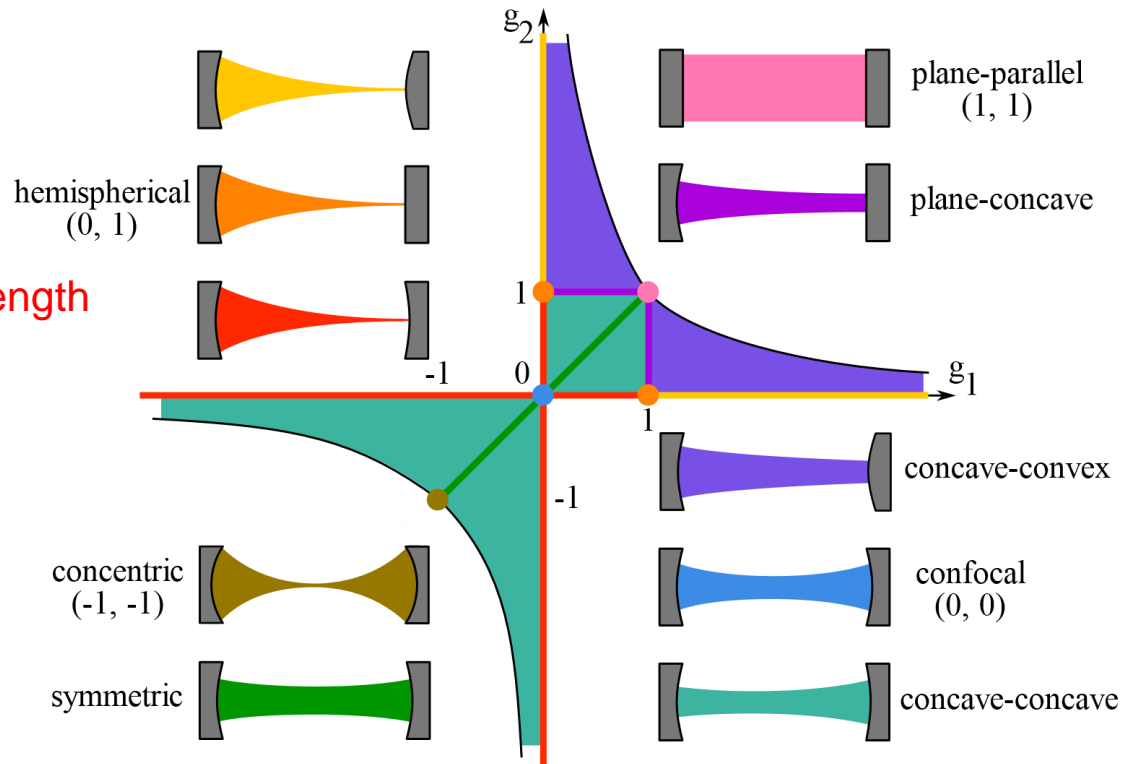 g2
plane-parallel
(1, 1)
hemispherical
(0, 1)
plane-concave
1
-1
0
g1
1
-1
concave-convex
concentric
(-1, -1)
confocal
(0, 0)
symmetric
concave-concave